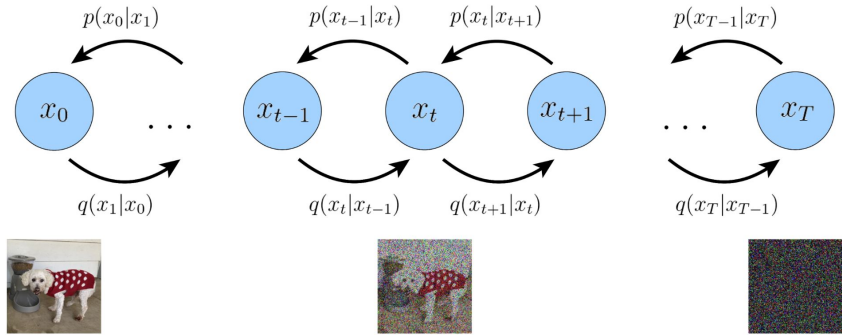 p(x_0|x_1) p(x_{t-1}|x_t) p(x_t|x_{t+1}) p(x_{T-1}|x_T)
x_0 . . . x_{t-1} x_t x_{t+1} . . . x_T
q(x_1|x_0) q(x_t|x_{t-1}) q(x_{t+1}|x_t) q(x_T|x_{T-1})